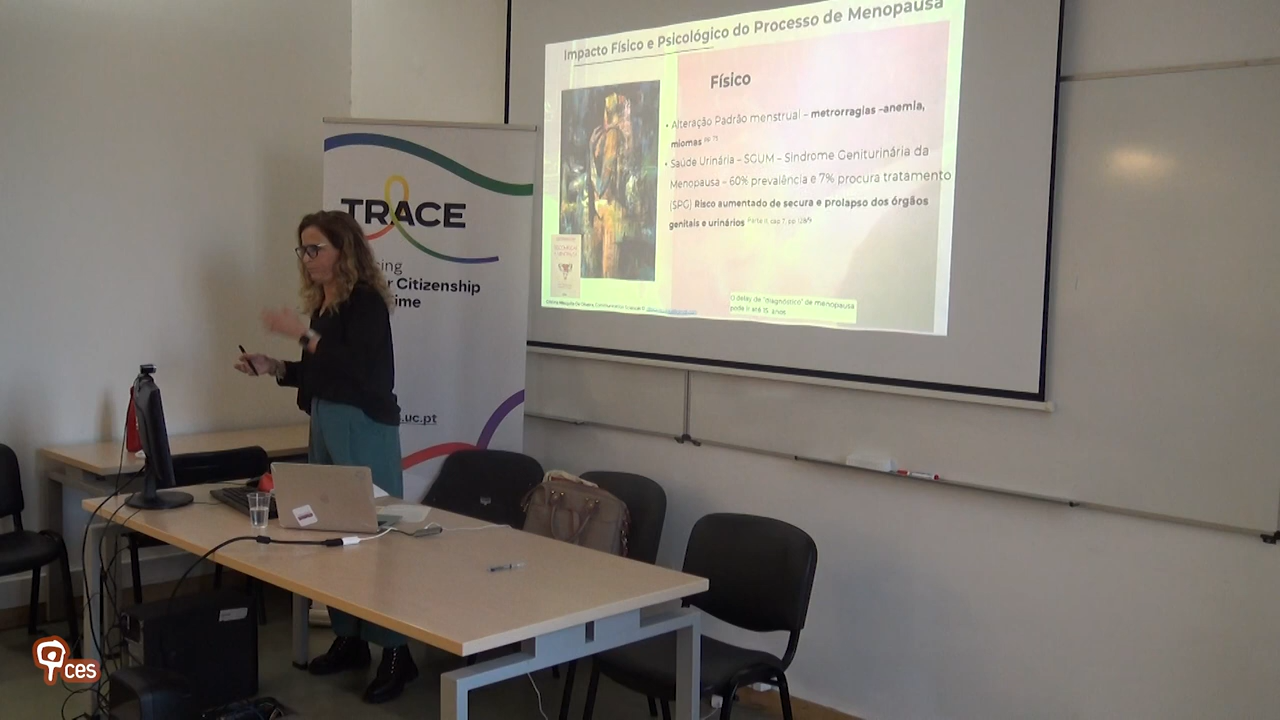 Impacto Físico e Psicológico do Processo de Menopausa
Físico
• Alteração Padrão menstrual – metrorragias –anemia,
miomas
• Saúde Urinária – SGUM – Sindrome Geniturinária da
Menopausa – 60% prevalência e 7% procura tratamento
(SPG) Risco aumentado de secura e prolapso dos órgãos
genitais e urinários
O delay de "diagnóstico" de menopausa
pode ir até 15 anos
TRACE
cing
r Citizenship
ime
.uc.pt
ces